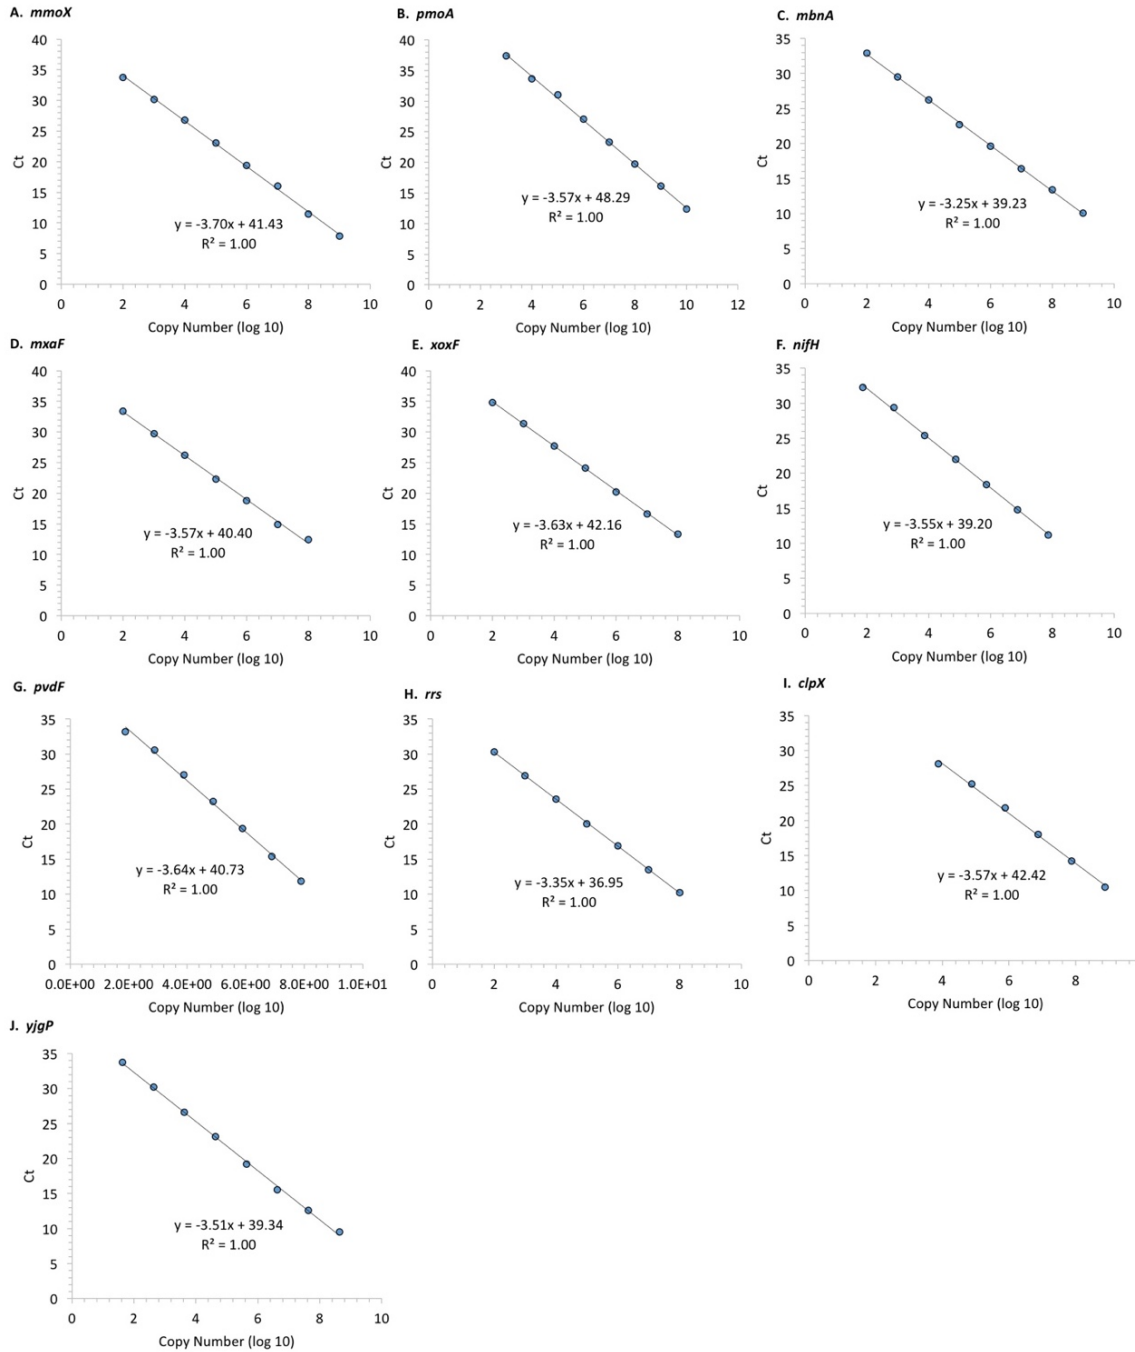 A. mmoX
40
35
30
25
20
15
10
5
0
Ct
y = -3.70x + 41.43
R² = 1.00
0 2 4 6 8 10
Copy Number (log 10)
B. pmoA
40
35
30
25
20
15
10
5
0
Ct
y = -3.57x + 48.29
R² = 1.00
0 2 4 6 8 10 12
Copy Number (log 10)
C. mbnA
35
30
25
20
15
10
5
0
Ct
y = -3.25x + 39.23
R² = 1.00
0 2 4 6 8 10
Copy Number (log 10)
D. mxaF
40
35
30
25
20
15
10
5
0
Ct
y = -3.57x + 40.40
R² = 1.00
0 2 4 6 8 10
Copy Number (log 10)
E. xoxF
40
35
30
25
20
15
10
5
0
Ct
y = -3.63x + 42.16
R² = 1.00
0 2 4 6 8 10
Copy Number (log 10)
F. nifH
35
30
25
20
15
10
5
0
Ct
y = -3.55x + 39.20
R² = 1.00
0 2 4 6 8 10
Copy Number (log 10)
G. pvdF
35
30
25
20
15
10
5
0
Ct
y = -3.64x + 40.73
R² = 1.00
0.0E+00 2.0E+00 4.0E+00 6.0E+00 8.0E+00 1.0E+01
Copy Number (log 10)
H. rrs
35
30
25
20
15
10
5
0
Ct
y = -3.35x + 36.95
R² = 1.00
0 2 4 6 8 10
Copy Number (log 10)
I. clpX
35
30
25
20
15
10
5
0
Ct
y = -3.57x + 42.42
R² = 1.00
0 2 4 6 8
Copy Number (log 10)
J. yjgP
35
30
25
20
15
10
5
0
Ct
y = -3.51x + 39.34
R² = 1.00
0 2 4 6 8 10
Copy Number (log 10)